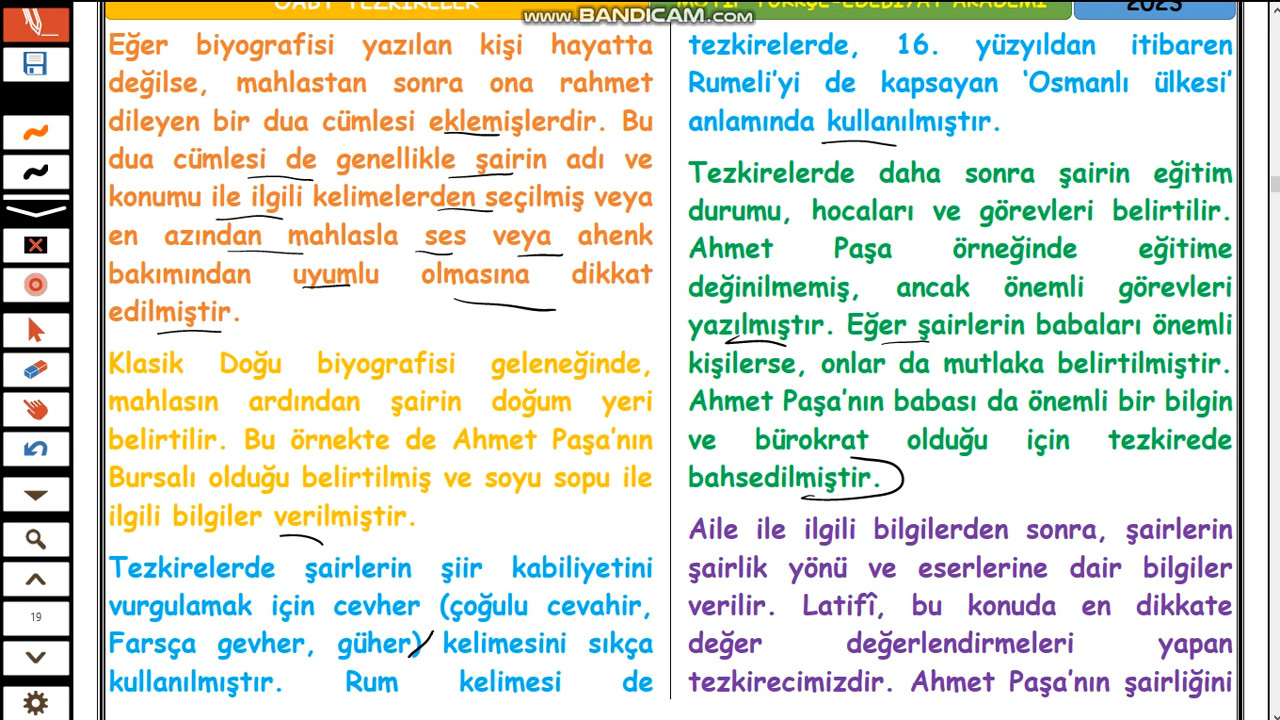 ÖABT TEZKİRELER
www.BANDICAM.com
MOTİF TÜRKÇE-EDEBİYAT AKADEMİ
2023
Eğer biyografisi yazılan kişi hayatta
değilse, mahlastan sonra ona rahmet
dileyen bir dua cümlesi eklemişlerdir. Bu
dua cümlesi de genellikle şairin adı ve
konumu ile ilgili kelimelerden seçilmiş veya
en azından mahlasla ses veya ahenk
bakımından uyumlu olmasına dikkat
edilmiştir.
Klasik Doğu biyografisi geleneğinde,
mahlasın ardından şairin doğum yeri
belirtilir. Bu örnekte de Ahmet Paşa’nın
Bursalı olduğu belirtilmiş ve soyu sopu ile
ilgili bilgiler verilmiştir.
Tezkirelerde şairlerin şiir kabiliyetini
vurgulamak için cevher (çoğulu cevahir,
Farsça gevher, güher) kelimesini sıkça
kullanılmıştır. Rum kelimesi de
tezkirelerde, 16. yüzyıldan itibaren
Rumeli’yi de kapsayan ‘Osmanlı ülkesi’
anlamında kullanılmıştır.
Tezkirelerde daha sonra şairin eğitim
durumu, hocaları ve görevleri belirtilir.
Ahmet Paşa örneğinde eğitime
değinilmemiş, ancak önemli görevleri
yazılmıştır. Eğer şairlerin babaları önemli
kişilerse, onlar da mutlaka belirtilmiştir.
Ahmet Paşa’nın babası da önemli bir bilgin
ve bürokrat olduğu için tezkirede
bahsedilmiştir.
Aile ile ilgili bilgilerden sonra, şairlerin
şairlik yönü ve eserlerine dair bilgiler
verilir. Latifî, bu konuda en dikkate
değer değerlendirmeleri yapan
tezkirecimizdir. Ahmet Paşa’nın şairliğini
19